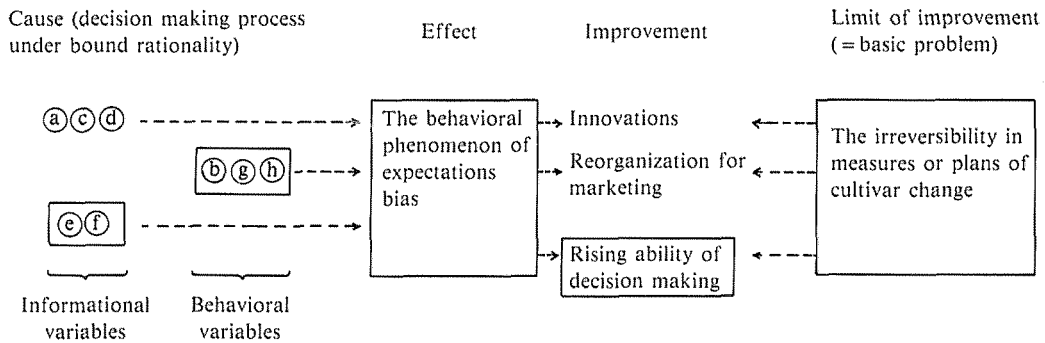 Cause (decision making process
under bound rationality)
Effect
Improvement
Limit of improvement
(= basic problem)
ⓐⓒⓓ
ⓑⓖⓗ
ⓔⓕ
The behavioral
phenomenon of
expectations
bias
Innovations
Reorganization for
marketing
Rising ability of
decision making
The irreversibility in
measures or plans of
cultivar change
Informational
variables
Behavioral
variables